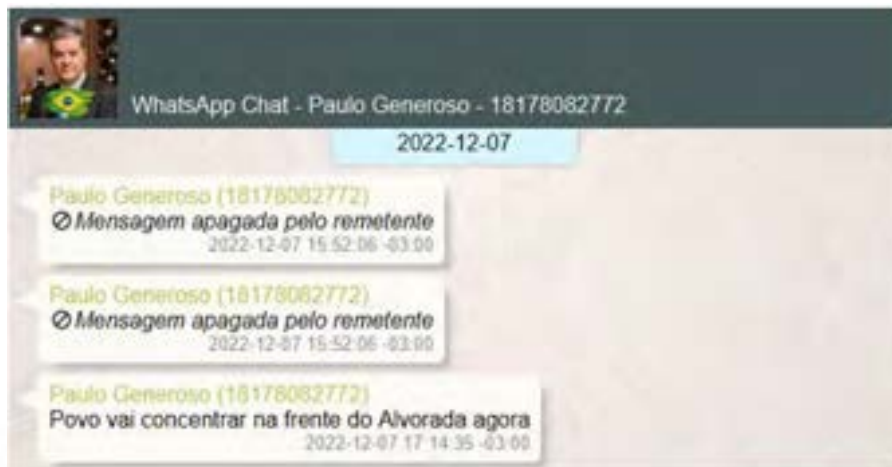 WhatsApp Chat - Paulo Generoso - 18178082772
2022-12-07
Paulo Generoso (18178082772)
Mensagem apagada pelo remetente
2022-12-07 15:52:06 -03:00
Paulo Generoso (18178082772)
Mensagem apagada pelo remetente
2022-12-07 15:52:06 -03:00
Paulo Generoso (18178082772)
Povo vai concentrar na frente do Alvorada agora
2022-12-07 17:14:35 -03:00